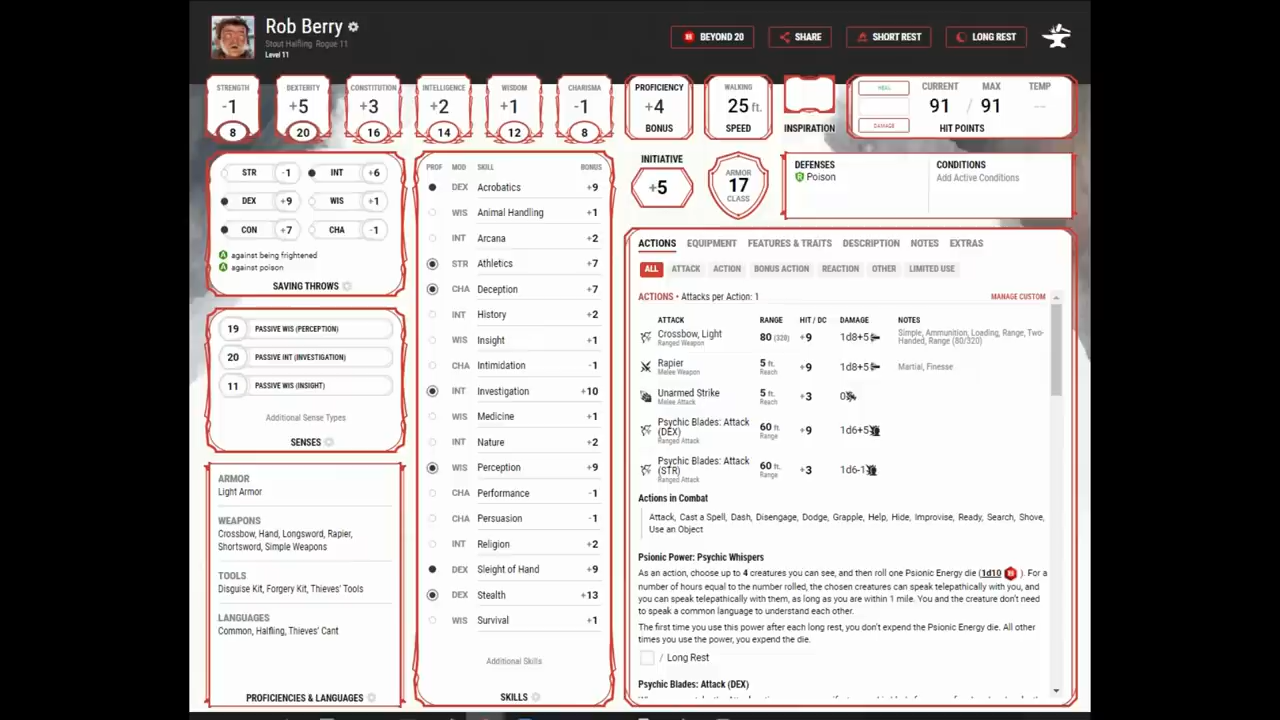 Rob Berry
Stout Halfling Rogue 11
Level 11
BEYOND 20
SHARE
SHORT REST
LONG REST
STRENGTH
-1
8
DEXTERITY
+5
20
CONSTITUTION
+3
16
INTELLIGENCE
+2
14
WISDOM
+1
12
CHARISMA
-1
8
PROFICIENCY
+4
BONUS
WALKING
25 ft.
SPEED
INSPIRATION
HEAL
DAMAGE
CURRENT MAX TEMP
91 / 91 --
HIT POINTS
STR -1
INT +6
DEX +9
WIS +1
CON +7
CHA -1
A against being frightened
A against poison
SAVING THROWS
19 PASSIVE WIS (PERCEPTION)
20 PASSIVE INT (INVESTIGATION)
11 PASSIVE WIS (INSIGHT)
Additional Sense Types
SENSES
ARMOR
Light Armor
WEAPONS
Crossbow, Hand, Longsword, Rapier,
Shortsword, Simple Weapons
TOOLS
Disguise Kit, Forgery Kit, Thieves' Tools
LANGUAGES
Common, Halfling, Thieves' Cant
PROFICIENCIES & LANGUAGES
PROF MOD SKILL BONUS
DEX Acrobatics +9
WIS Animal Handling +1
INT Arcana +2
STR Athletics +7
CHA Deception +7
INT History +2
WIS Insight +1
CHA Intimidation -1
INT Investigation +10
WIS Medicine +1
INT Nature +2
WIS Perception +9
CHA Performance -1
CHA Persuasion -1
INT Religion +2
DEX Sleight of Hand +9
DEX Stealth +13
WIS Survival +1
Additional Skills
SKILLS
INITIATIVE
+5
ARMOR
17
CLASS
DEFENSES
R Poison
CONDITIONS
Add Active Conditions
ACTIONS EQUIPMENT FEATURES & TRAITS DESCRIPTION NOTES EXTRAS
ALL ATTACK ACTION BONUS ACTION REACTION OTHER LIMITED USE
ACTIONS • Attacks per Action: 1 MANAGE CUSTOM
ATTACK RANGE HIT / DC DAMAGE NOTES
Crossbow, Light 80 (320) +9 1d8+5 Simple, Ammunition, Loading, Range, Two-
Ranged Weapon Handed, Range (80/320)
Rapier 5 ft. +9 1d8+5 Martial, Finesse
Melee Weapon Reach
Unarmed Strike 5 ft. +3 0
Melee Attack Reach
Psychic Blades: Attack
(DEX) 60 ft. +9 1d6+5
Ranged Attack Range
Psychic Blades: Attack
(STR) 60 ft. +3 1d6-1
Ranged Attack Range
Actions in Combat
Attack, Cast a Spell, Dash, Disengage, Dodge, Grapple, Help, Hide, Improvise, Ready, Search, Shove,
Use an Object
Psionic Power: Psychic Whispers
As an action, choose up to 4 creatures you can see, and then roll one Psionic Energy die (1d10 ). For a
number of hours equal to the number rolled, the chosen creatures can speak telepathically with you, and
you can speak telepathically with them, as long as you are within 1 mile. You and the creature don't need
to speak a common language to understand each other.
The first time you use this power after each long rest, you don't expend the Psionic Energy die. All other
times you use the power, you expend the die.
/ Long Rest
Psychic Blades: Attack (DEX)